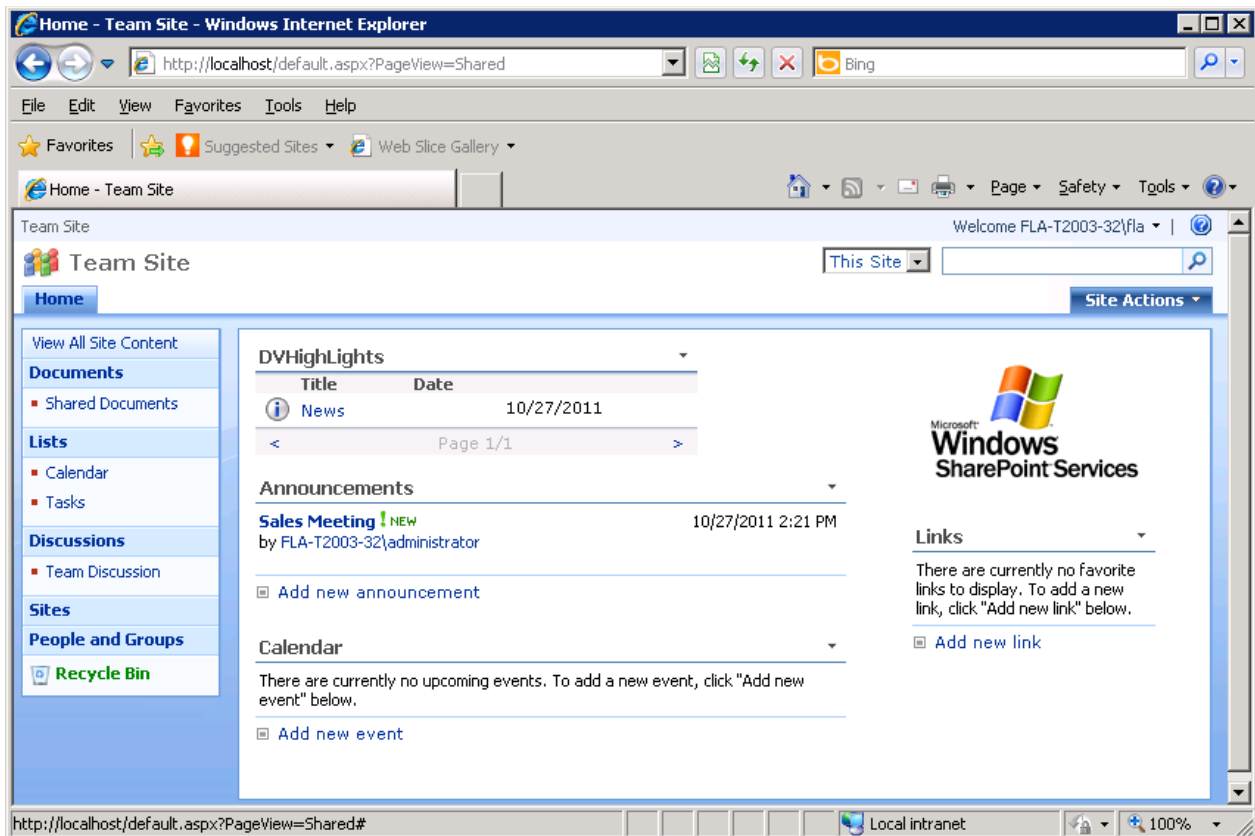 Home - Team Site - Windows Internet Explorer
http://localhost/default.aspx?PageView=Shared
Bing
File Edit View Favorites Tools Help
Favorites Suggested Sites Web Slice Gallery
Home - Team Site Page Safety Tools
Team Site Welcome FLA-T2003-32\fla |
Team Site This Site
Home Site Actions
View All Site Content
Documents
Shared Documents
Lists
Calendar
Tasks
Discussions
Team Discussion
Sites
People and Groups
Recycle Bin
DVHighLights
Title Date
News 10/27/2011
< Page 1/1 >
Announcements
Sales Meeting ! NEW 10/27/2011 2:21 PM
by FLA-T2003-32\administrator
Add new announcement
Calendar
There are currently no upcoming events. To add a new event, click "Add new
event" below.
Add new event
Microsoft
Windows
SharePoint Services
Links
There are currently no favorite
links to display. To add a new
link, click "Add new link" below.
Add new link
http://localhost/default.aspx?PageView=Shared# Local intranet 100%